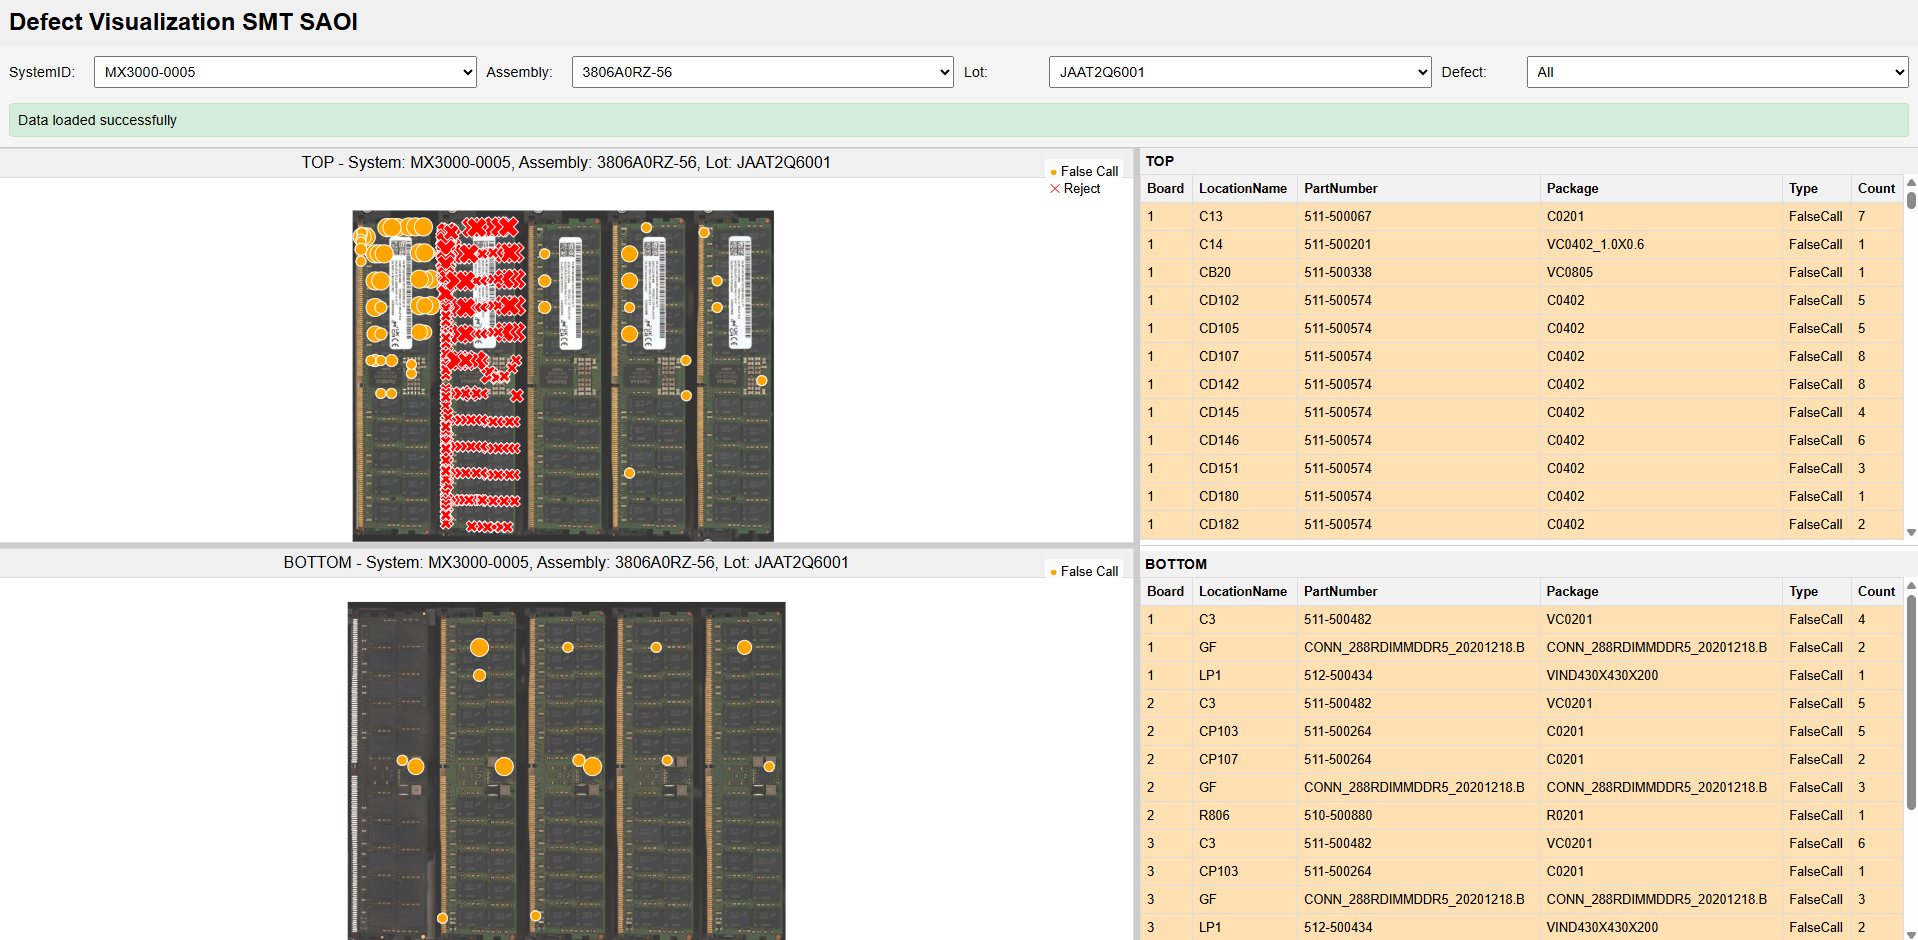 Defect Visualization SMT SAOI
SystemID: MX3000-0005 Assembly: 3806A0RZ-56 Lot: JAAT2Q6001 Defect: All
Data loaded successfully
TOP - System: MX3000-0005, Assembly: 3806A0RZ-56, Lot: JAAT2Q6001
False Call
Reject
TOP
Board LocationName PartNumber Package Type Count
1 C13 511-500067 C0201 FalseCall 7
1 C14 511-500201 VC0402_1.0X0.6 FalseCall 1
1 CB20 511-500338 VC0805 FalseCall 1
1 CD102 511-500574 C0402 FalseCall 5
1 CD105 511-500574 C0402 FalseCall 5
1 CD107 511-500574 C0402 FalseCall 8
1 CD142 511-500574 C0402 FalseCall 8
1 CD145 511-500574 C0402 FalseCall 4
1 CD146 511-500574 C0402 FalseCall 6
1 CD151 511-500574 C0402 FalseCall 3
1 CD180 511-500574 C0402 FalseCall 1
1 CD182 511-500574 C0402 FalseCall 2
BOTTOM - System: MX3000-0005, Assembly: 3806A0RZ-56, Lot: JAAT2Q6001
False Call
BOTTOM
Board LocationName PartNumber Package Type Count
1 C3 511-500482 VC0201 FalseCall 4
1 GF CONN_288RDIMMDDR5_20201218.B CONN_288RDIMMDDR5_20201218.B FalseCall 2
1 LP1 512-500434 VIND430X430X200 FalseCall 1
2 C3 511-500482 VC0201 FalseCall 5
2 CP103 511-500264 C0201 FalseCall 5
2 CP107 511-500264 C0201 FalseCall 2
2 GF CONN_288RDIMMDDR5_20201218.B CONN_288RDIMMDDR5_20201218.B FalseCall 3
2 R806 510-500880 R0201 FalseCall 1
3 C3 511-500482 VC0201 FalseCall 6
3 CP103 511-500264 C0201 FalseCall 1
3 GF CONN_288RDIMMDDR5_20201218.B CONN_288RDIMMDDR5_20201218.B FalseCall 3
3 LP1 512-500434 VIND430X430X200 FalseCall 2